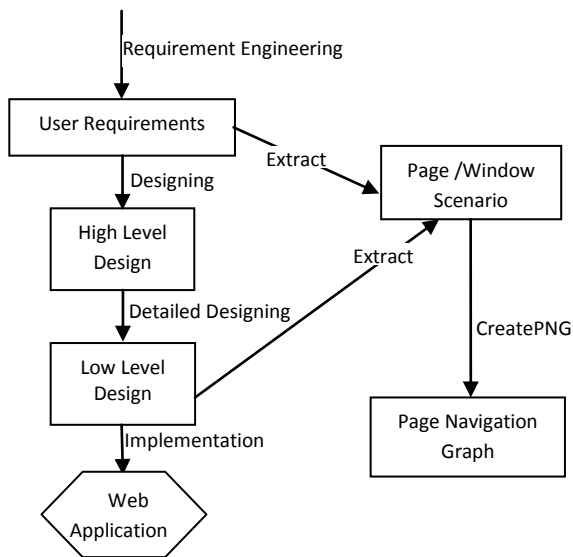 Requirement Engineering
User Requirements
Extract
Page /Window
Scenario
Designing
High Level
Design
Extract
Detailed Designing
CreatePNG
Low Level
Design
Page Navigation
Graph
Implementation
Web
Application